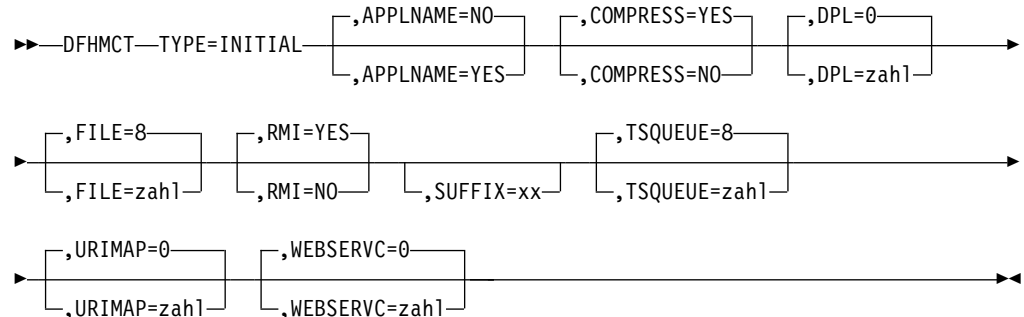 ,APPLNAME=NO ,COMPRESS=YES ,DPL=0
DFHMCT TYPE=INITIAL
,APPLNAME=YES ,COMPRESS=NO ,DPL=zahl
,FILE=8 ,RMI=YES ,TSQUEUE=8
,FILE=zahl ,RMI=NO ,SUFFIX=xx ,TSQUEUE=zahl
,URIMAP=0 ,WEBSERVC=0
,URIMAP=zahl ,WEBSERVC=zahl